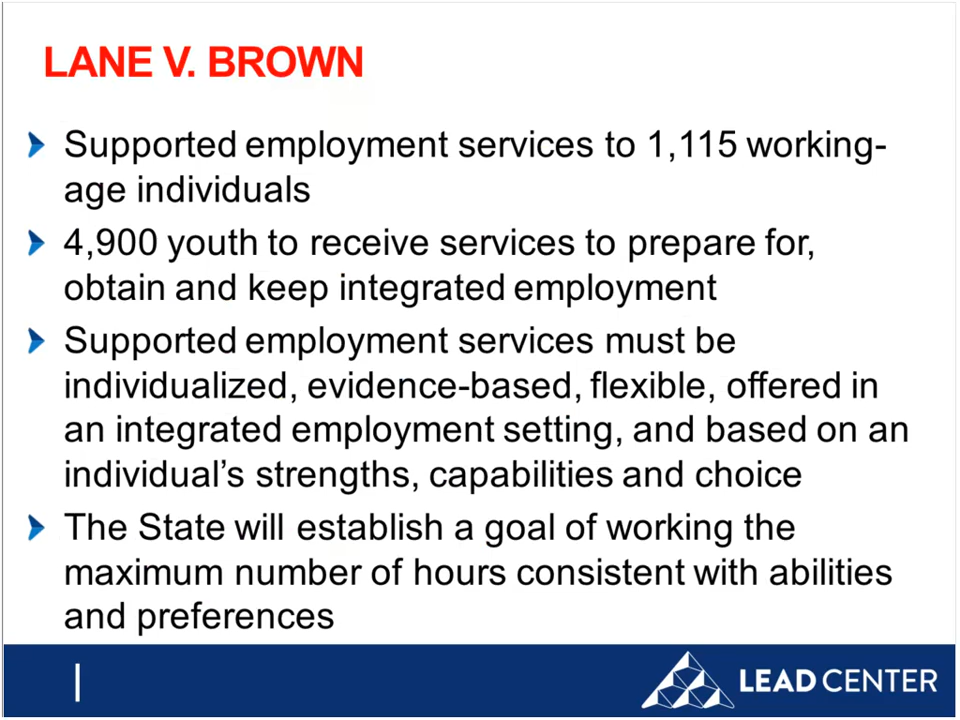 LANE V. BROWN
Supported employment services to 1,115 working-
age individuals
4,900 youth to receive services to prepare for,
obtain and keep integrated employment
Supported employment services must be
individualized, evidence-based, flexible, offered in
an integrated employment setting, and based on an
individual’s strengths, capabilities and choice
The State will establish a goal of working the
maximum number of hours consistent with abilities
and preferences
LEAD CENTER